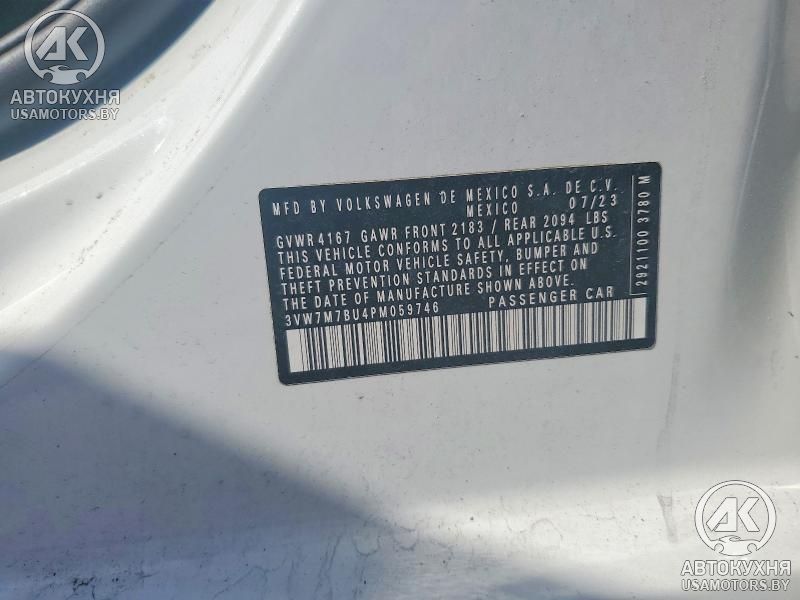 АК
АВТОКУХНЯ
USAMOTORS.BY
MFD BY VOLKSWAGEN DE MEXICO S.A. DE C.V.
MEXICO 07/23
GVWR 4167 GAWR FRONT 2183 / REAR 2094 LBS
THIS VEHICLE CONFORMS TO ALL APPLICABLE U.S.
FEDERAL MOTOR VEHICLE SAFETY, BUMPER AND
THEFT PREVENTION STANDARDS IN EFFECT ON
THE DATE OF MANUFACTURE SHOWN ABOVE.
3VW7M7BU4PM059746 PASSENGER CAR
2921100 3780 M
АК
АВТОКУХНЯ
USAMOTORS.BY